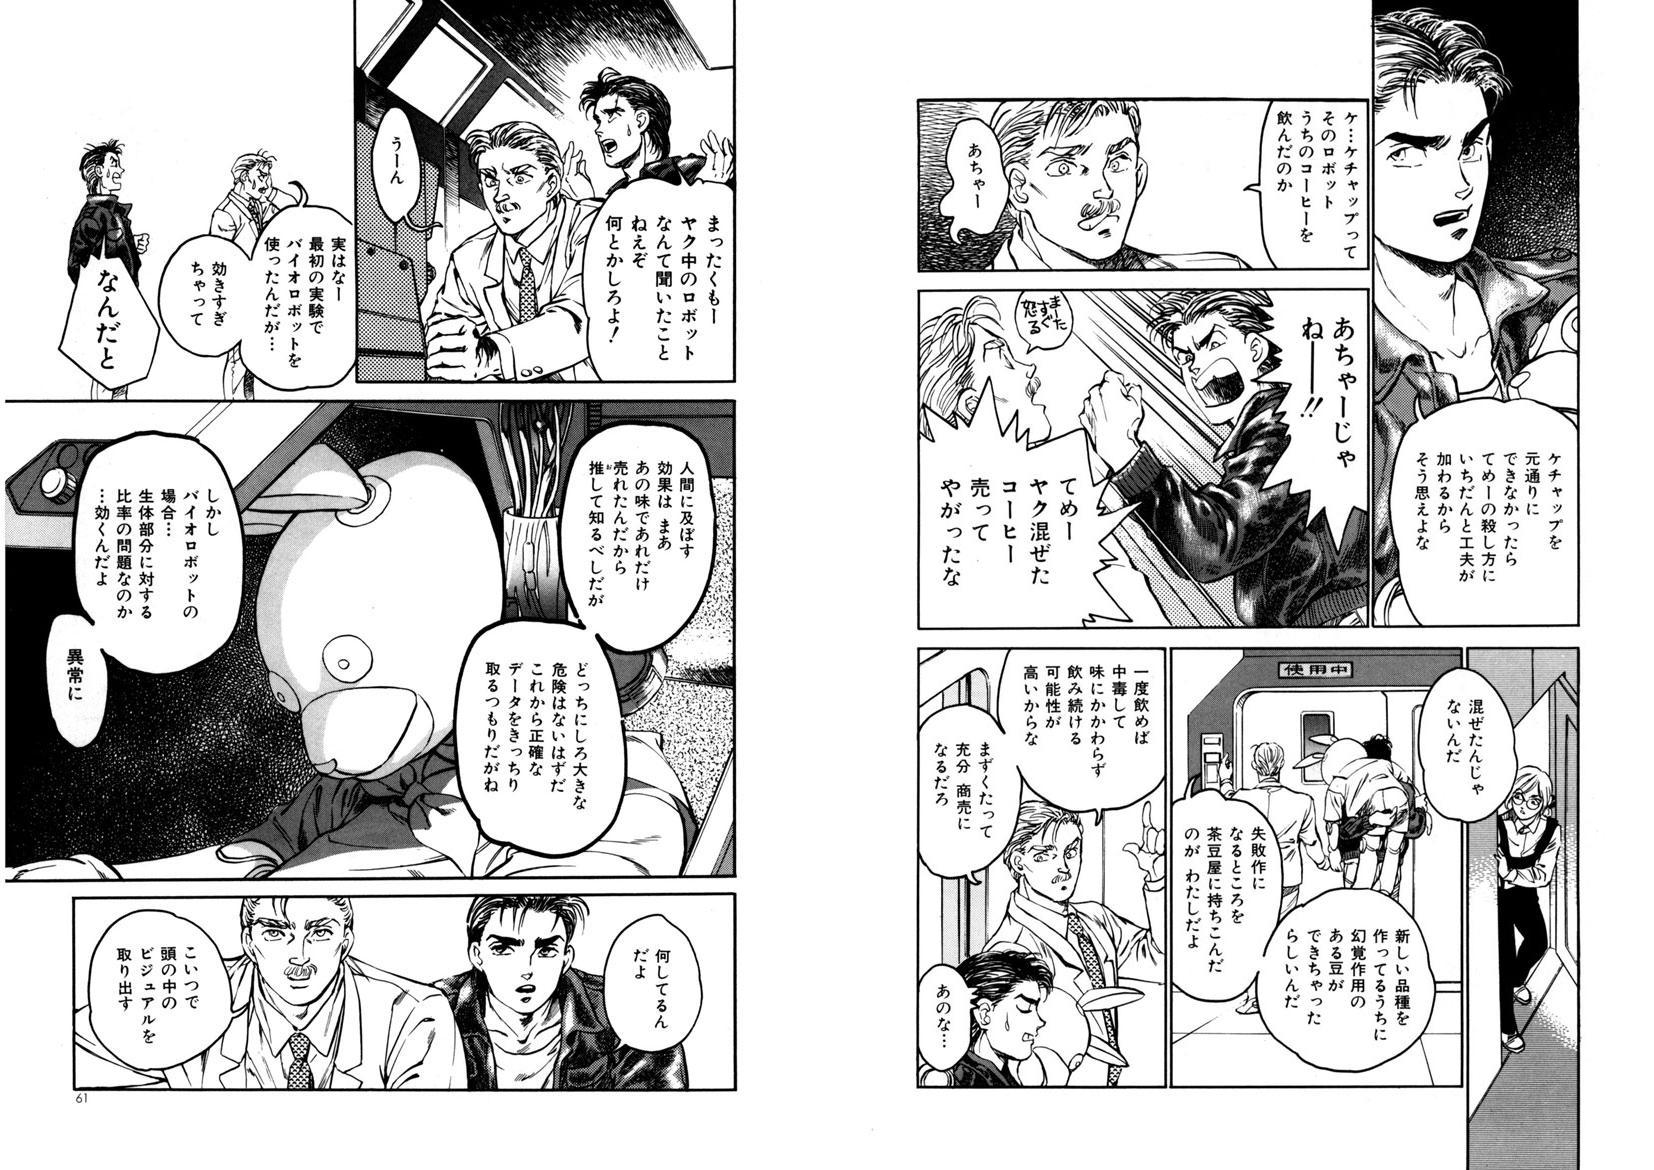 ケチャップを
元通りに
できなかったら
てめーの殺し方に
いちだんと工夫が
加わるから
そう思えよな
ケ…ケチャップって
そのロボット
うちのコーヒーを
飲んだのか
あちゃー
あちゃーじゃ
ねー!!
まーた
すぐ
怒る
てめー
ヤク混ぜた
コーヒー
売って
やがったな
混ぜたんじゃ
ないんだ
使用中
新しい品種を
作ってるうちに
幻覚作用の
ある豆が
できちゃった
らしいんだ
失敗作に
なるところを
茶豆屋に持ちこんだ
のが わたしだよ
一度飲めば
中毒して
味にかかわらず
飲み続ける
可能性が
高いからな
まずくたって
充分 商売に
なるだろ
あのな…
まったくもー
ヤク中のロボット
なんて聞いたこと
ねえぞ
何とかしろよ!
うーん
実はなー
最初の実験で
バイオロボットを
使ったんだが…
効きすぎ
ちゃって
なんだと
人間に及ぼす
効果は まあ
あの味であれだけ
売れたんだから
推して知るべしだが
お
どっちにしろ大きな
危険はないはずだ
これから正確な
データをきっちり
取るつもりだがね
しかし
バイオロボットの
場合…
生体部分に対する
比率の問題なのか
…効くんだよ
異常に
何してるん
だよ
こいつで
頭の中の
ビジュアルを
取り出す
61